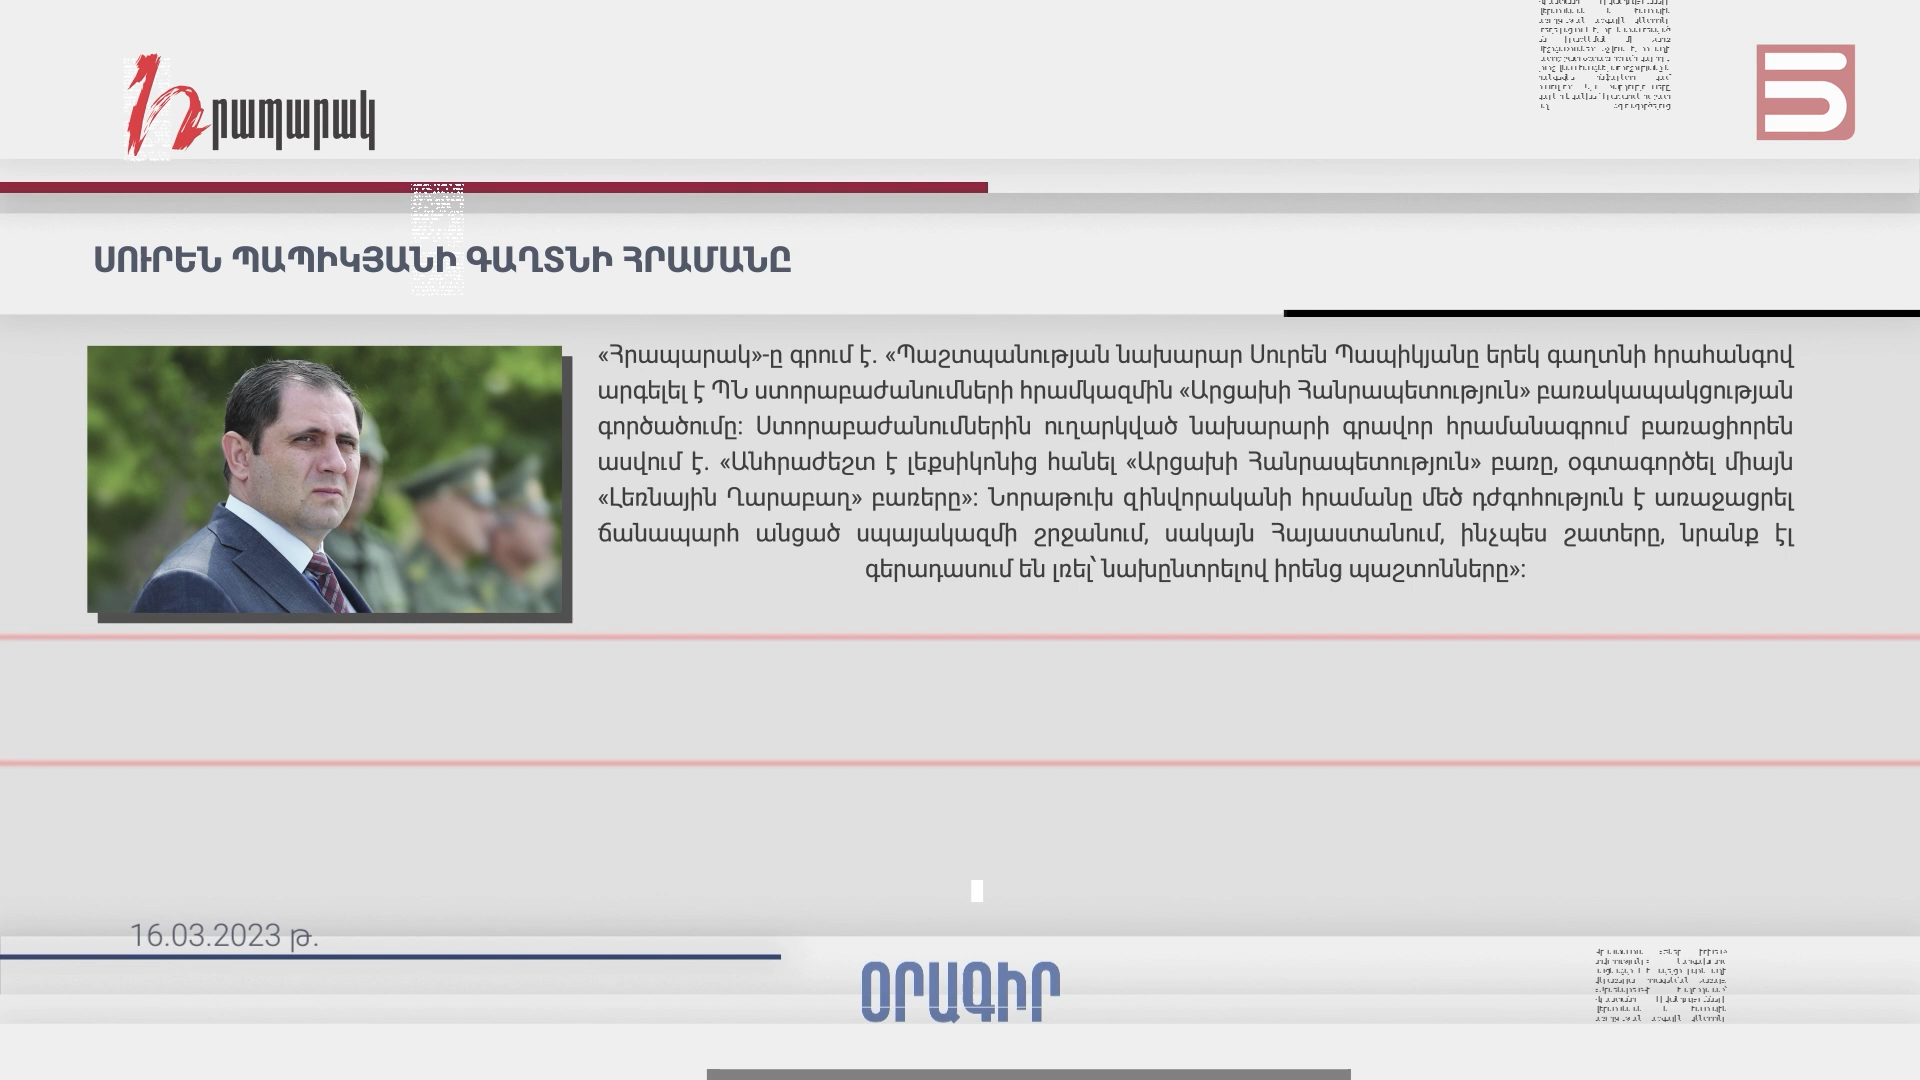 Հրապարակ
5
ՍՈՒՐԵՆ ՊԱՊԻԿՅԱՆԻ ԳԱՂՏՆԻ ՀՐԱՄԱՆԸ
«Հրապարակ»-ը գրում է. «Պաշտպանության նախարար Սուրեն Պապիկյանը երեկ գաղտնի հրահանգով
արգելել է ՊՆ ստորաբաժանումների հրամկազմին «Արցախի Հանրապետություն» բառակապակցության
գործածումը: Ստորաբաժանումներին ուղարկված նախարարի գրավոր հրամանագրում բառացիորեն
ասվում է. «Անհրաժեշտ է լեքսիկոնից հանել «Արցախի Հանրապետություն» բառը, օգտագործել միայն
«Լեռնային Ղարաբաղ» բառերը»: Նորաթուխ զինվորականի հրամանը մեծ դժգոհություն է առաջացրել
ճանապարհ անցած սպայակազմի շրջանում, սակայն Հայաստանում, ինչպես շատերը, նրանք էլ
գերադասում են լռել՝ նախընտրելով իրենց պաշտոնները»:
16.03.2023 թ.
ՕՐԱԳԻՐ